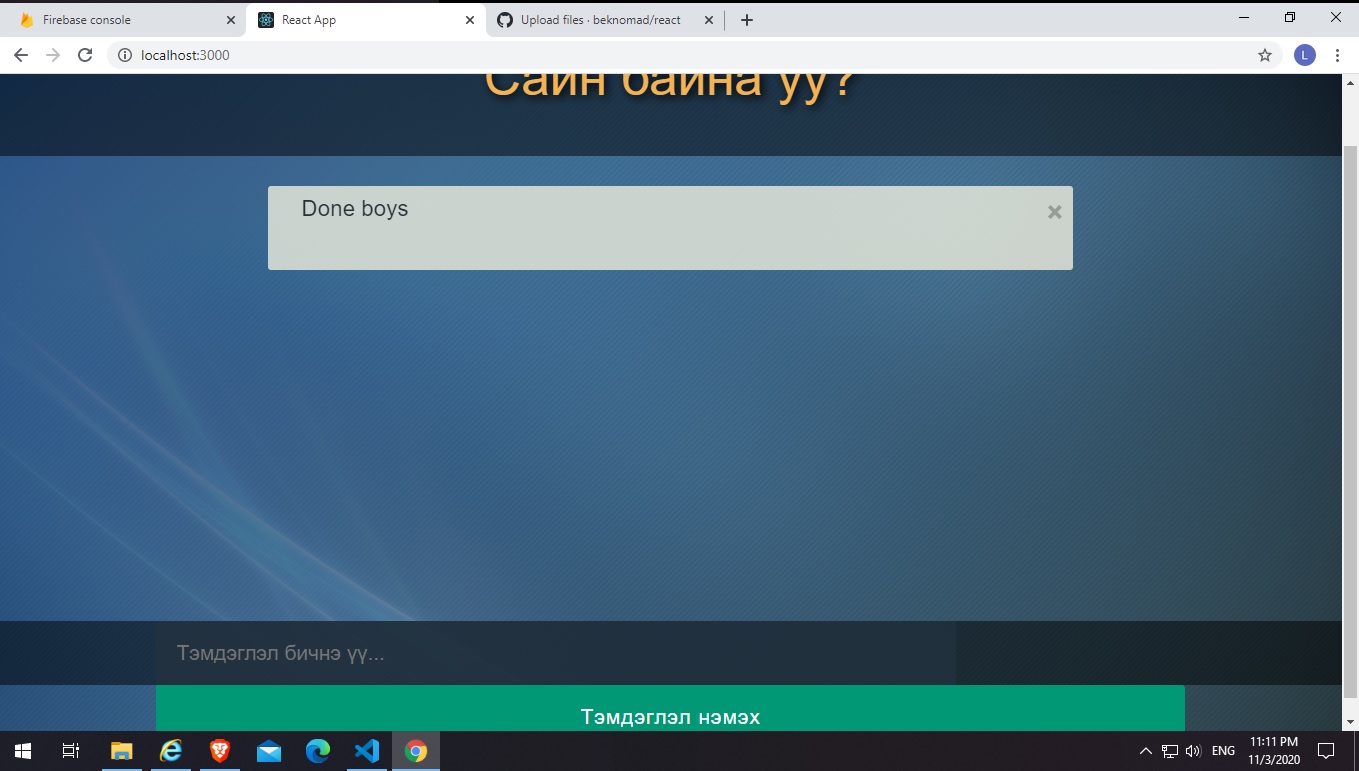 Firebase console
React App
Upload files · beknomad/react
localhost:3000
L
Сайн байна уу?
Done boys
Тэмдэглэл бичнэ үү...
Тэмдэглэл нэмэх
ENG
11:11 PM
11/3/2020